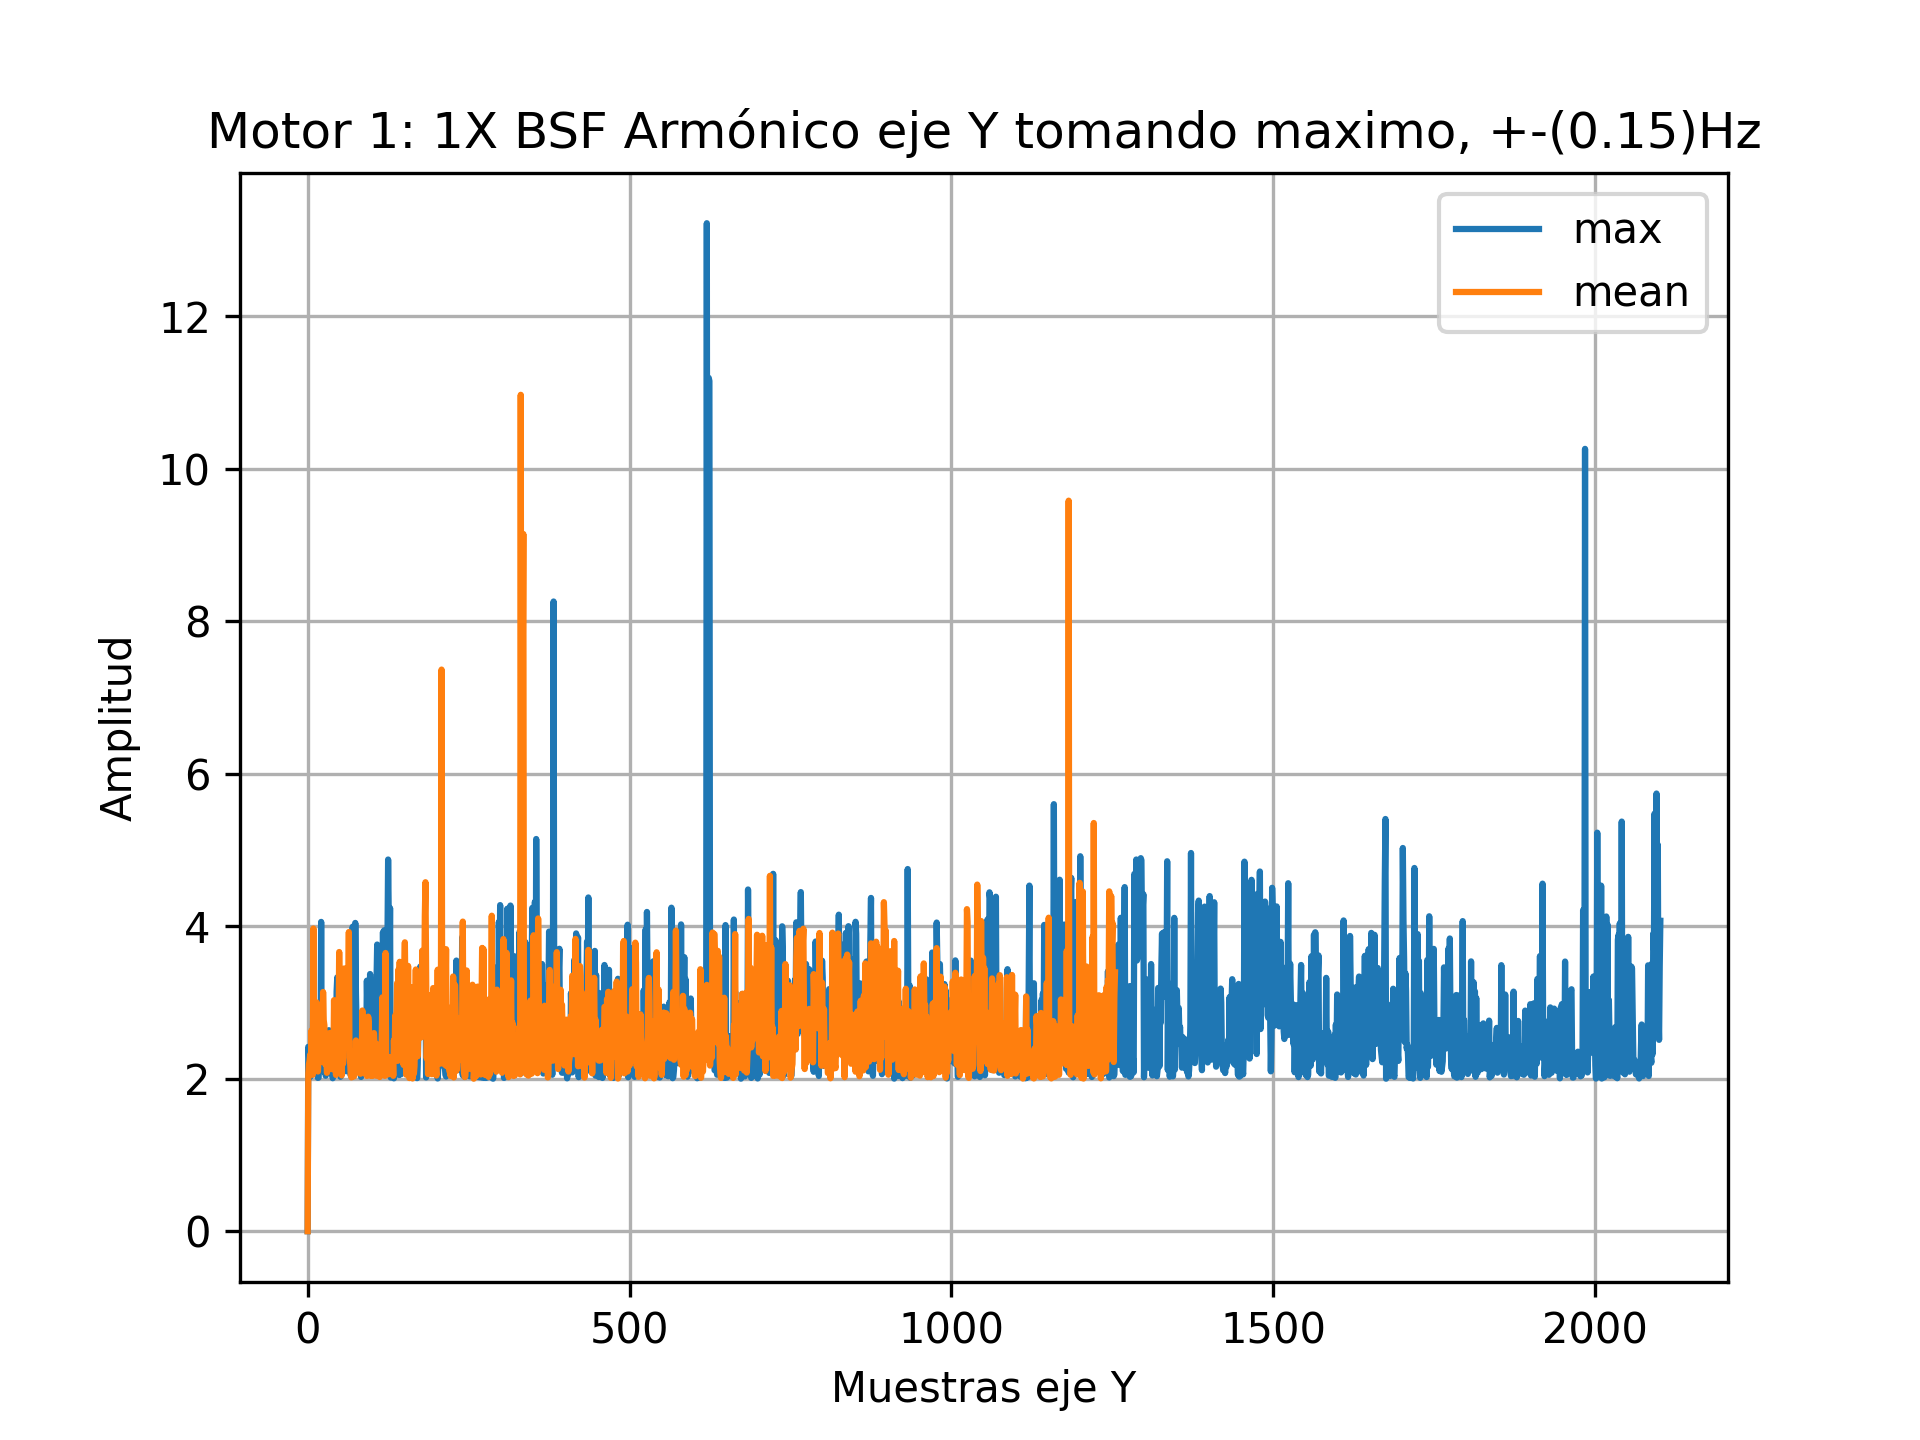 Motor 1: 1X BSF Armónico eje Y tomando maximo, +-(0.15)Hz
max
mean
12
10
8
6
4
2
0
Amplitud
0 500 1000 1500 2000
Muestras eje Y